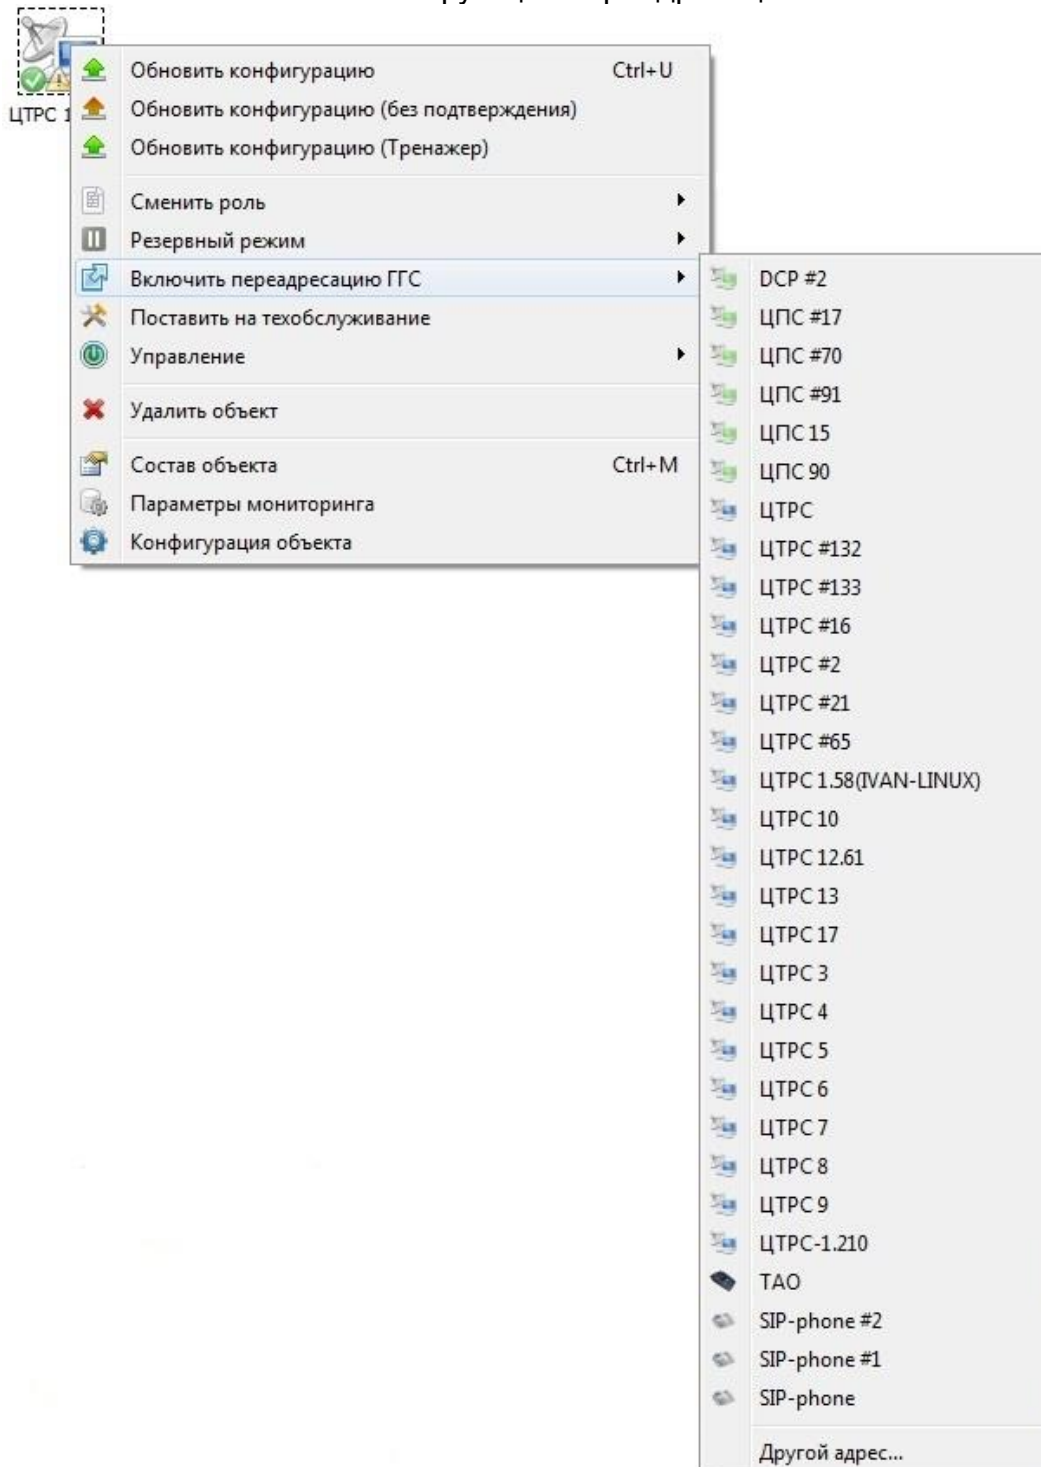 ЦТРС 1
Обновить конфигурацию Ctrl+U
Обновить конфигурацию (без подтверждения)
Обновить конфигурацию (Тренажер)
Сменить роль
Резервный режим
Включить переадресацию ГГС
Поставить на техобслуживание
Управление
Удалить объект
Состав объекта Ctrl+M
Параметры мониторинга
Конфигурация объекта
DCP #2
ЦПС #17
ЦПС #70
ЦПС #91
ЦПС 15
ЦПС 90
ЦТРС
ЦТРС #132
ЦТРС #133
ЦТРС #16
ЦТРС #2
ЦТРС #21
ЦТРС #65
ЦТРС 1.58(IVAN-LINUX)
ЦТРС 10
ЦТРС 12.61
ЦТРС 13
ЦТРС 17
ЦТРС 3
ЦТРС 4
ЦТРС 5
ЦТРС 6
ЦТРС 7
ЦТРС 8
ЦТРС 9
ЦТРС-1.210
ТАО
SIP-phone #2
SIP-phone #1
SIP-phone
Другой адрес...